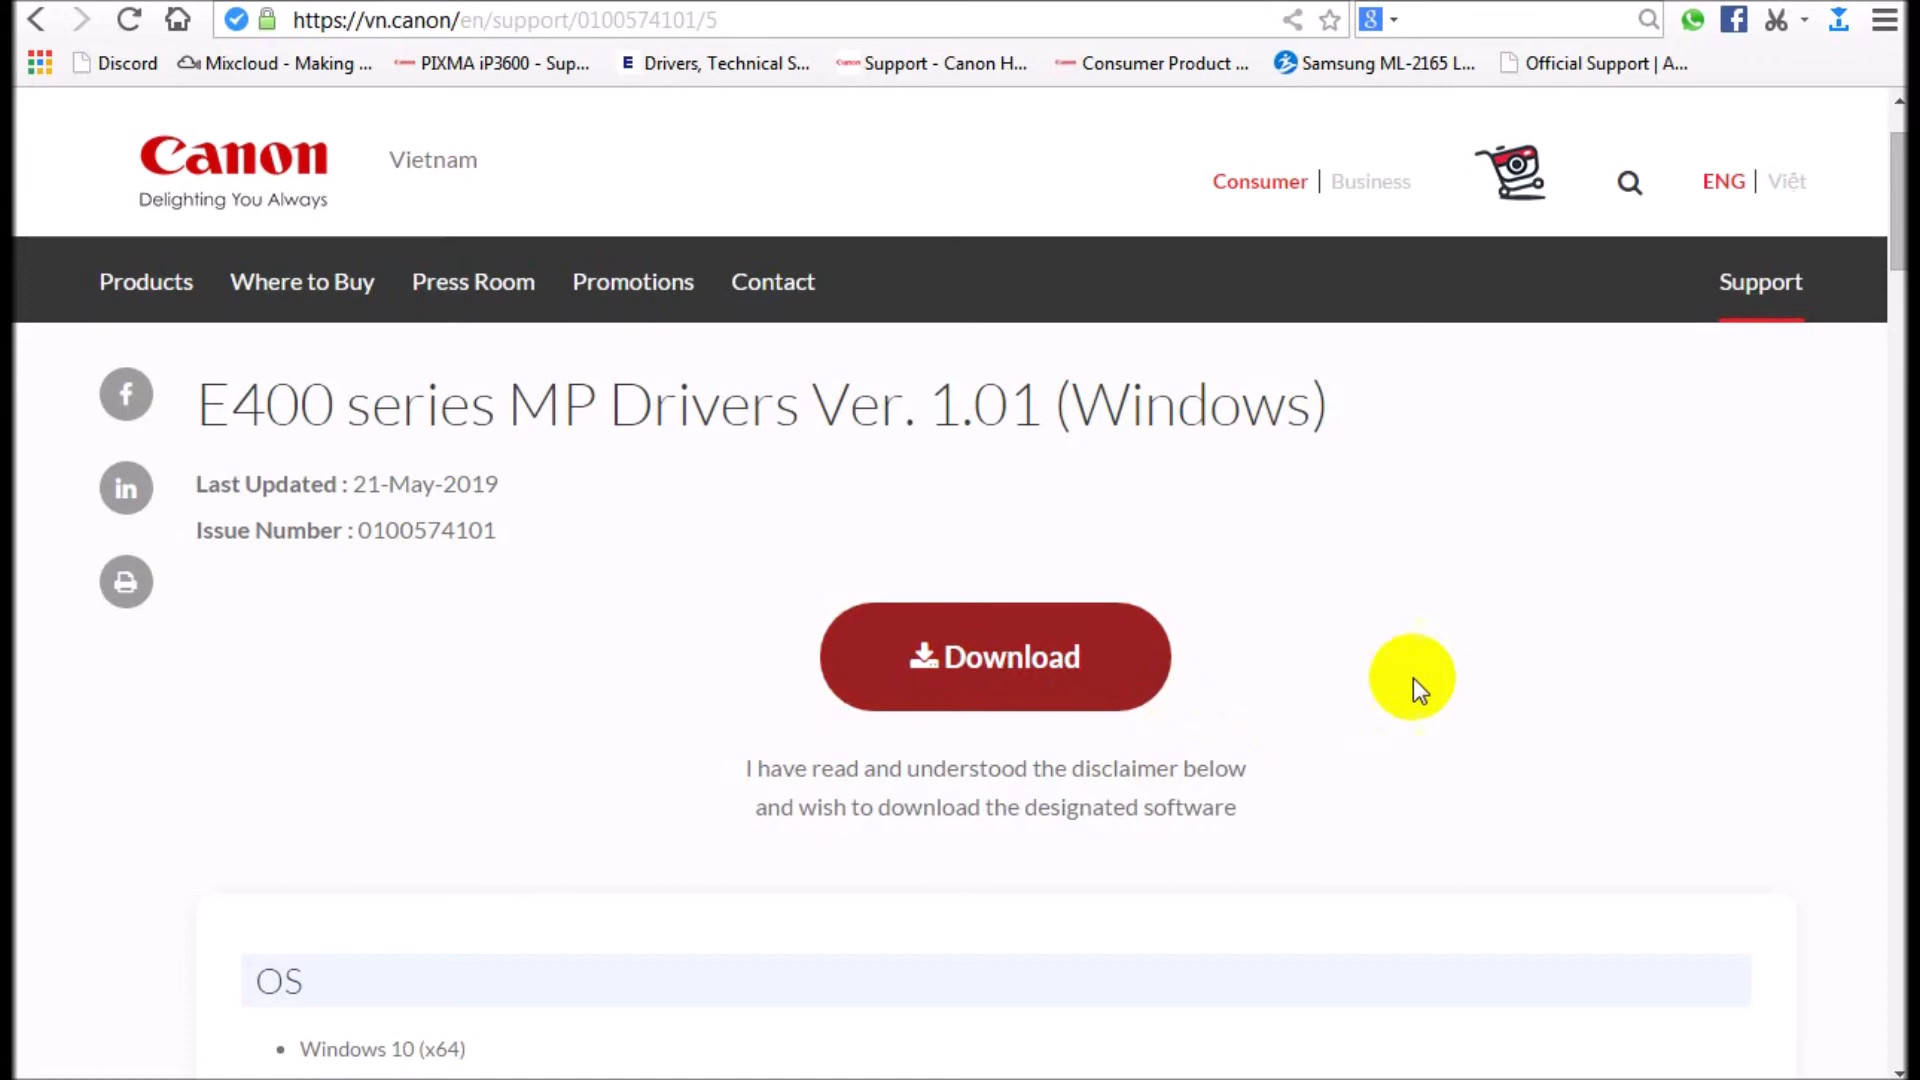 https://vn.canon/en/support/0100574101/5
8
Discord
Mixcloud - Making ...
PIXMA iP3600 - Sup...
E Drivers, Technical S...
Canon Support - Canon H...
Consumer Product ...
Samsung ML-2165 L...
Official Support | A...
Canon
Delighting You Always
Vietnam
Consumer | Business
ENG | Việt
Products
Where to Buy
Press Room
Promotions
Contact
Support
f
E400 series MP Drivers Ver. 1.01 (Windows)
in
Last Updated : 21-May-2019
Issue Number : 0100574101
Download
I have read and understood the disclaimer below
and wish to download the designated software
OS
• Windows 10 (x64)